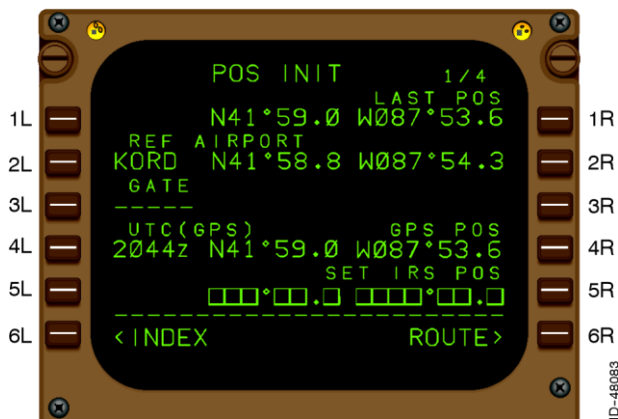 POS INIT 1/4
LAST POS
1L N41°59.0 W087°53.6 1R
REF AIRPORT
2L KORD N41°58.8 W087°54.3 2R
GATE
3L ----- 3R
UTC(GPS) GPS POS
4L 2044z N41°59.0 W087°53.6 4R
SET IRS POS
5L □□□°□□.□ □□□□°□□.□ 5R
------------------------
6L <INDEX ROUTE> 6R
ID-48083